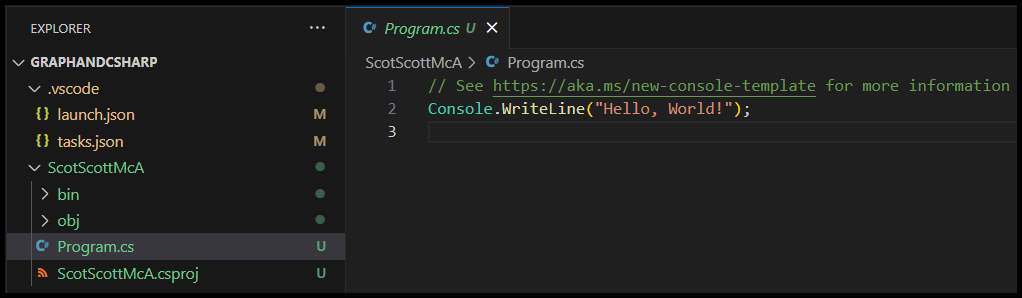 EXPLORER ...
GRAPHANDCSHARP
.vscode
{} launch.json M
{} tasks.json M
ScotScottMcA
bin
obj
C# Program.cs U
ScotScottMcA.csproj U
C# Program.cs U ×
ScotScottMcA > C# Program.cs
1 // See https://aka.ms/new-console-template for more information
2 Console.WriteLine("Hello, World!");
3